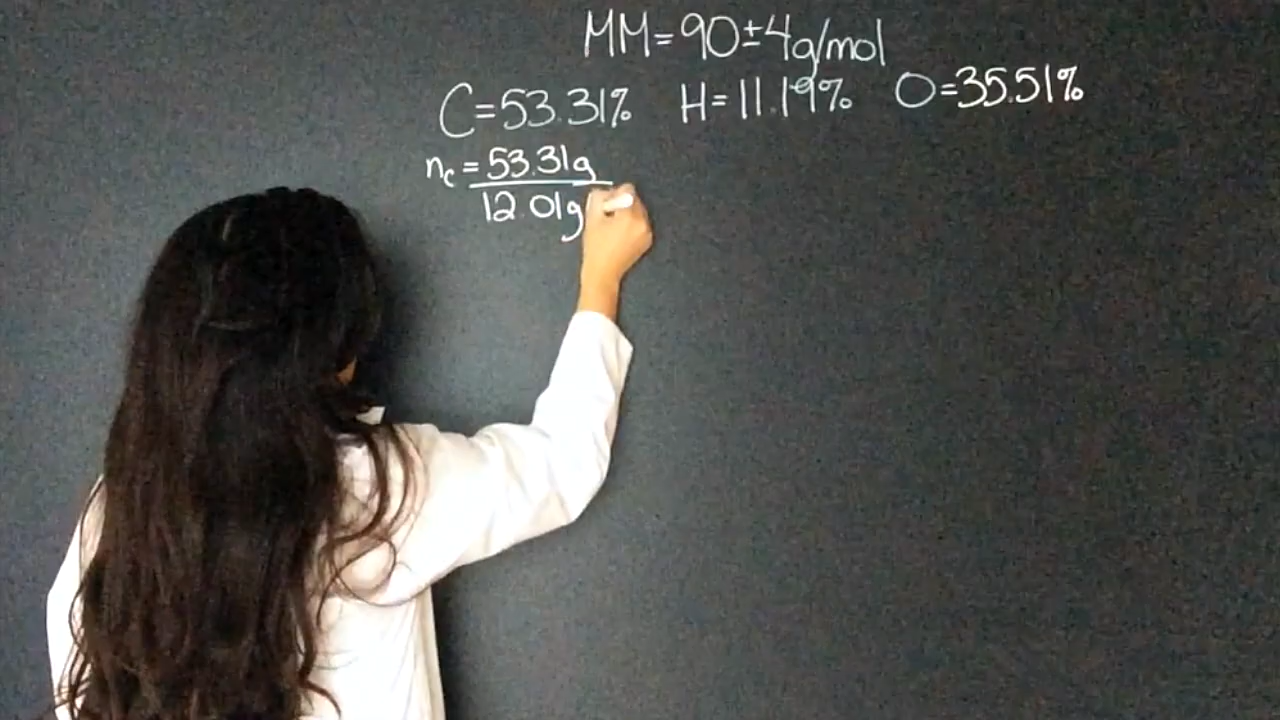 MM=90±4g/mol
C=53.31% H=11.19% O=35.51%
nc=53.31g
12.01g/